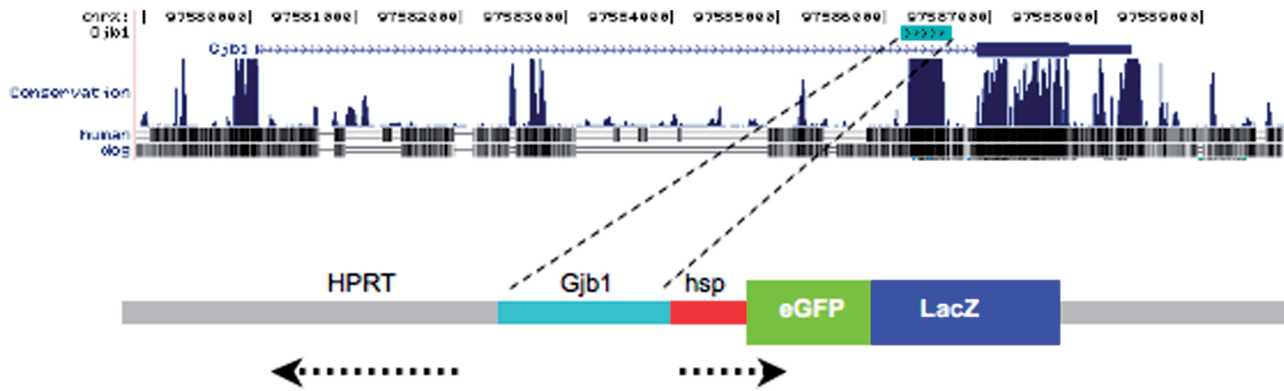 chrX: | 97580000| 97581000| 97582000| 97583000| 97584000| 97585000| 97586000| 97587000| 97588000| 97589000|
Gjb1
Gjb1
Conservation
human
dog
HPRT Gjb1 hsp
eGFP LacZ